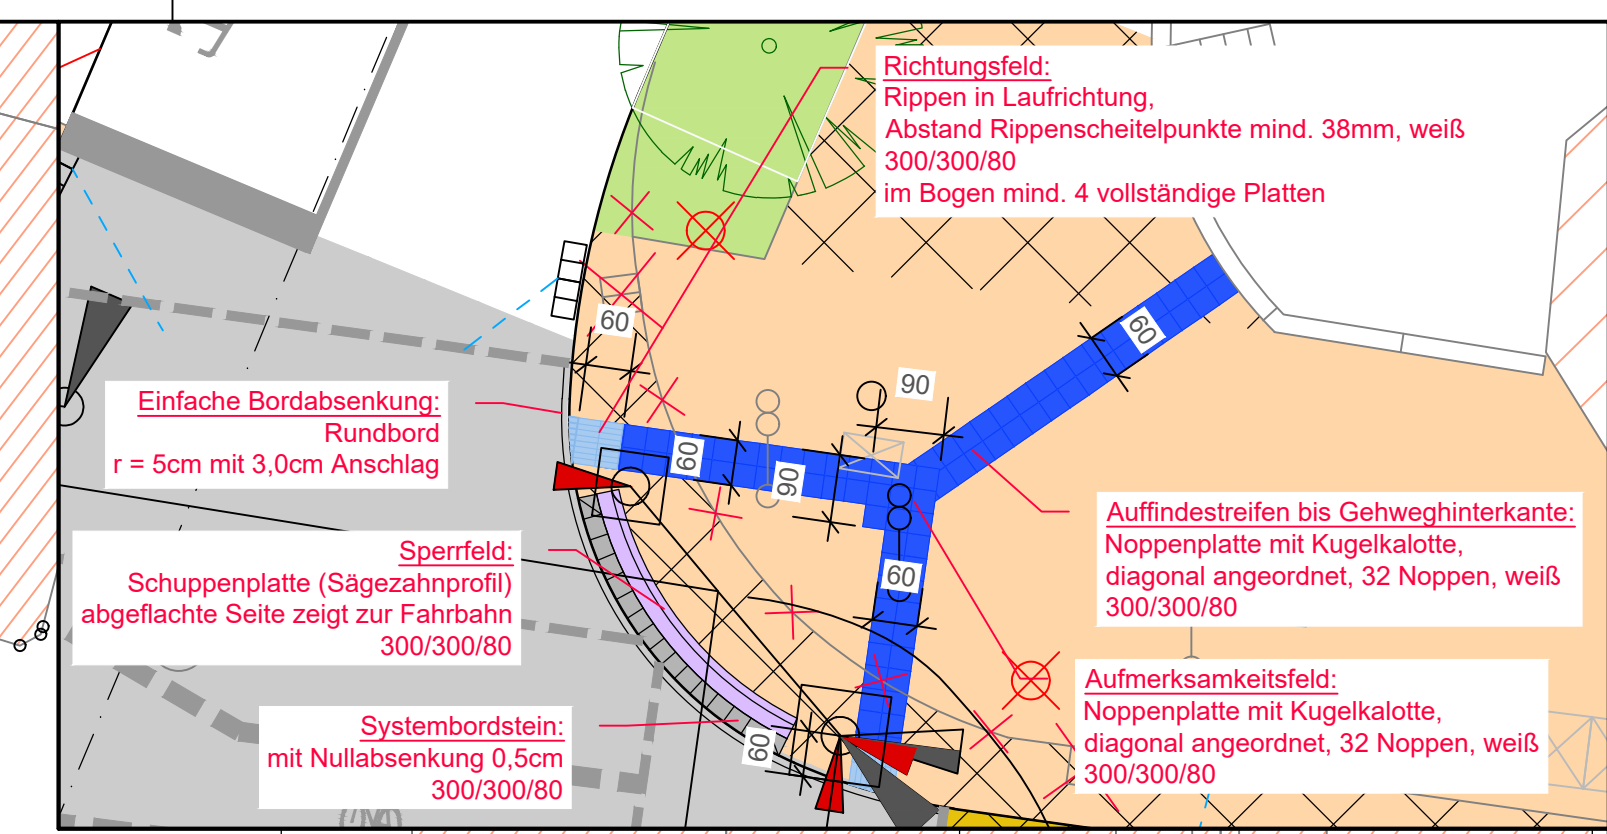 Richtungsfeld:
Rippen in Laufrichtung,
Abstand Rippenscheitelpunkte mind. 38mm, weiß
300/300/80
im Bogen mind. 4 vollständige Platten
60
60
90
Einfache Bordabsenkung:
Rundbord
r = 5cm mit 3,0cm Anschlag
60
90
Auffindestreifen bis Gehweghinterkante:
Noppenplatte mit Kugelkalotte,
diagonal angeordnet, 32 Noppen, weiß
300/300/80
Sperrfeld:
Schuppenplatte (Sägezahnprofil)
abgeflachte Seite zeigt zur Fahrbahn
300/300/80
60
Aufmerksamkeitsfeld:
Noppenplatte mit Kugelkalotte,
diagonal angeordnet, 32 Noppen, weiß
300/300/80
Systembordstein:
mit Nullabsenkung 0,5cm
300/300/80
60